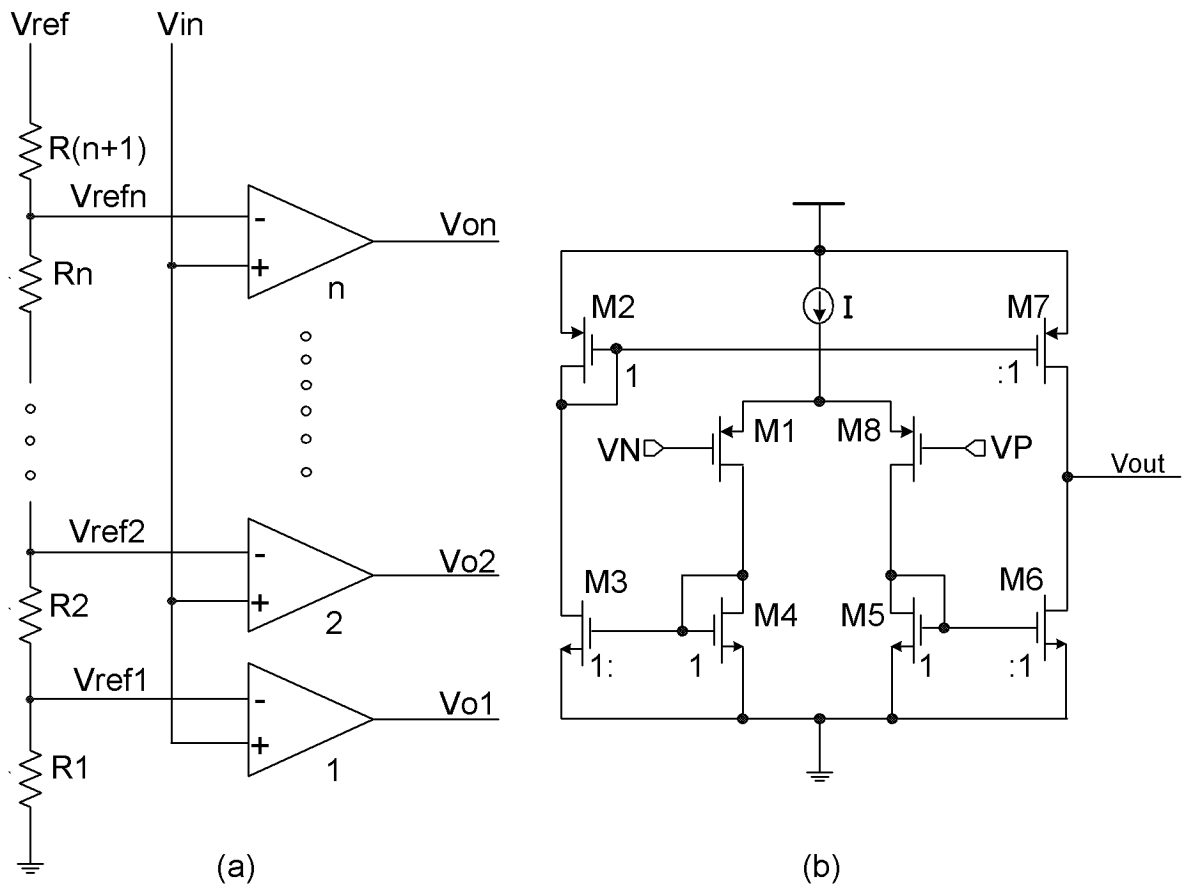 Vref Vin
R(n+1)
Vrefn
-
+
n
Von
Rn
Vref2
-
+
2
Vo2
R2
Vref1
-
+
1
Vo1
R1
(a)
M2
1
I
M7
:1
VN
M1
M8
VP
Vout
M3
1:
M4
1
M5
1
M6
:1
(b)